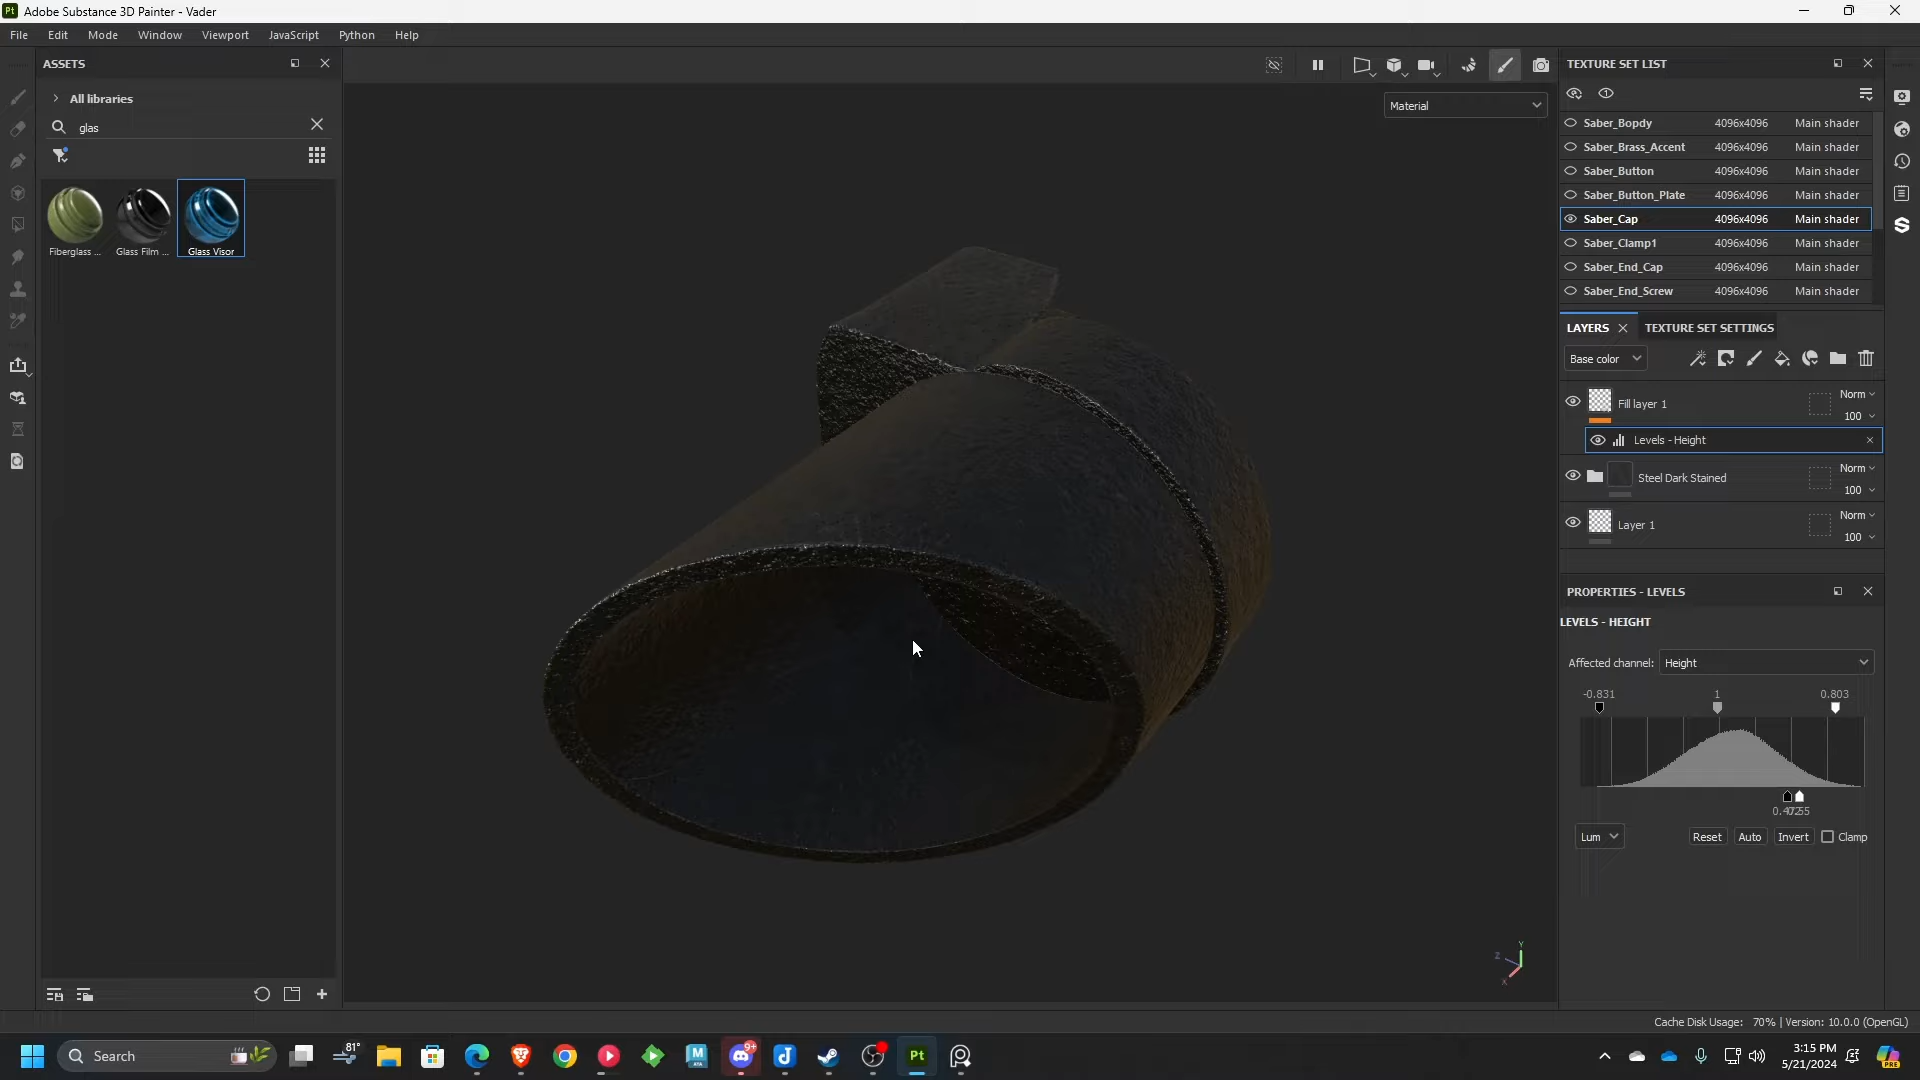 Adobe Substance 3D Painter - Vader
File Edit Mode Window Viewport JavaScript Python Help
ASSETS
All libraries
glas
Fiberglass ... Glass Film ... Glass Visor
Material
TEXTURE SET LIST
Saber_Bopdy 4096x4096 Main shader
Saber_Brass_Accent 4096x4096 Main shader
Saber_Button 4096x4096 Main shader
Saber_Button_Plate 4096x4096 Main shader
Saber_Cap 4096x4096 Main shader
Saber_Clamp1 4096x4096 Main shader
Saber_End_Cap 4096x4096 Main shader
Saber_End_Screw 4096x4096 Main shader
LAYERS TEXTURE SET SETTINGS
Base color
Fill layer 1 Norm
100
Levels - Height
Steel Dark Stained Norm
100
Layer 1 Norm
100
PROPERTIES - LEVELS
LEVELS - HEIGHT
Affected channel: Height
-0.831 1 0.803
Lum Reset Auto Invert Clamp
Y
Z
X
Cache Disk Usage: 70% | Version: 10.0.0 (OpenGL)
Search
81°
9+
Pt
3:15 PM
5/21/2024
PRE